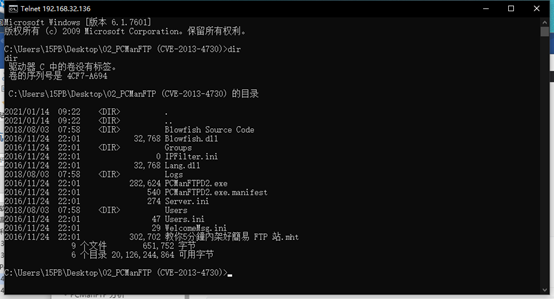 Telnet 192.168.32.136
Microsoft Windows [版本 6.1.7601]
版权所有 (c) 2009 Microsoft Corporation。保留所有权利。
C:\Users\15PB\Desktop\02_PCManFTP (CVE-2013-4730)>dir
dir
驱动器 C 中的卷没有标签。
卷的序列号是 4CF7-A694
C:\Users\15PB\Desktop\02_PCManFTP (CVE-2013-4730) 的目录
2021/01/14 09:22 <DIR> .
2021/01/14 09:22 <DIR> ..
2018/08/03 07:58 <DIR> Blowfish Source Code
2016/11/24 22:01 32,768 Blowfish.dll
2016/11/24 22:01 <DIR> Groups
2016/11/24 22:01 0 IPFilter.ini
2016/11/24 22:01 32,768 Lang.dll
2018/08/03 07:58 <DIR> Logs
2016/11/24 22:01 282,624 PCManFTPD2.exe
2016/11/24 22:01 540 PCManFTPD2.exe.manifest
2016/11/24 22:01 274 Server.ini
2018/08/03 07:58 <DIR> Users
2016/11/24 22:01 47 Users.ini
2016/11/24 22:01 29 WelcomeMsg.ini
2016/11/24 22:01 302,702 教你5分鐘內架好簡易 FTP 站.mht
9 个文件 651,752 字节
6 个目录 20,126,244,864 可用字节
C:\Users\15PB\Desktop\02_PCManFTP (CVE-2013-4730)>